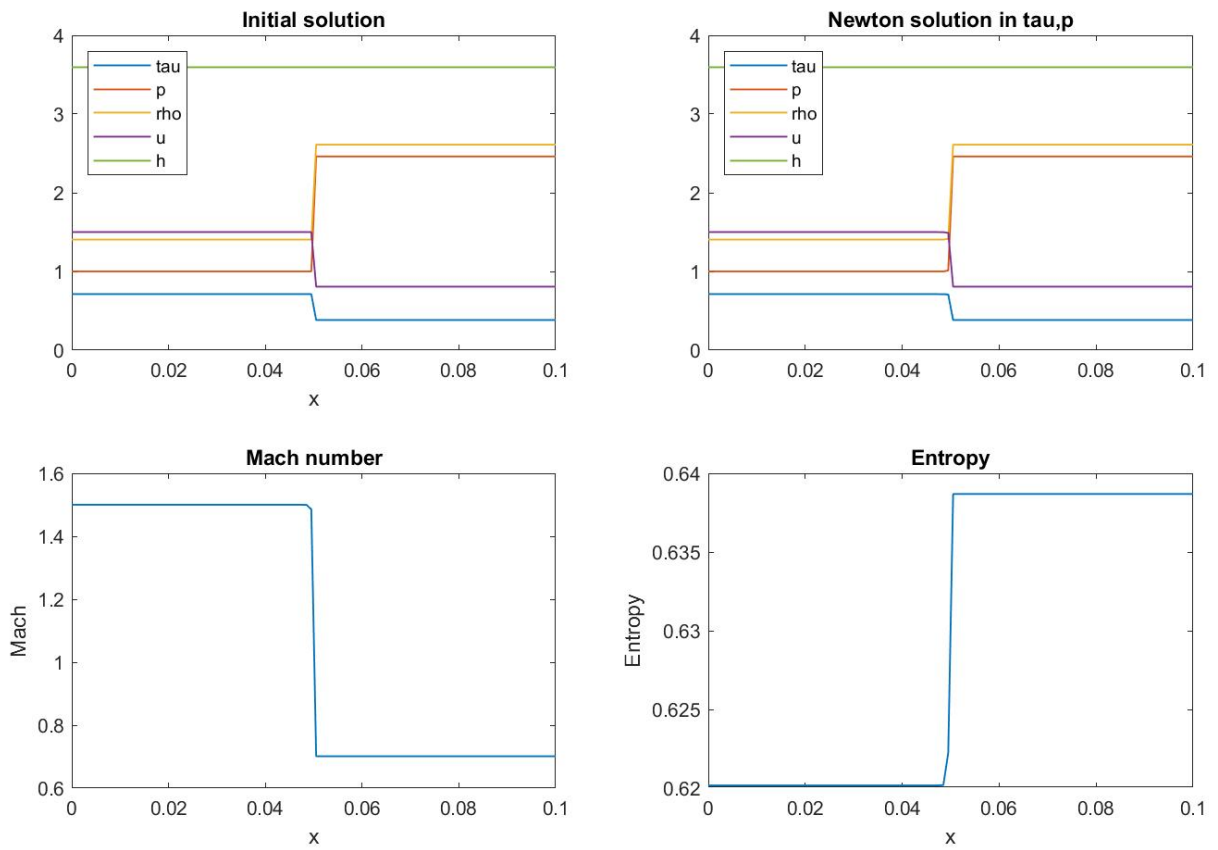 Initial solution
4
3
2
1
0
tau
p
rho
u
h
0 0.02 0.04 0.06 0.08 0.1
x
Newton solution in tau,p
4
3
2
1
0
tau
p
rho
u
h
0 0.02 0.04 0.06 0.08 0.1
Mach number
Mach
1.6
1.4
1.2
1
0.8
0.6
0 0.02 0.04 0.06 0.08 0.1
x
Entropy
Entropy
0.64
0.635
0.63
0.625
0.62
0 0.02 0.04 0.06 0.08 0.1
x